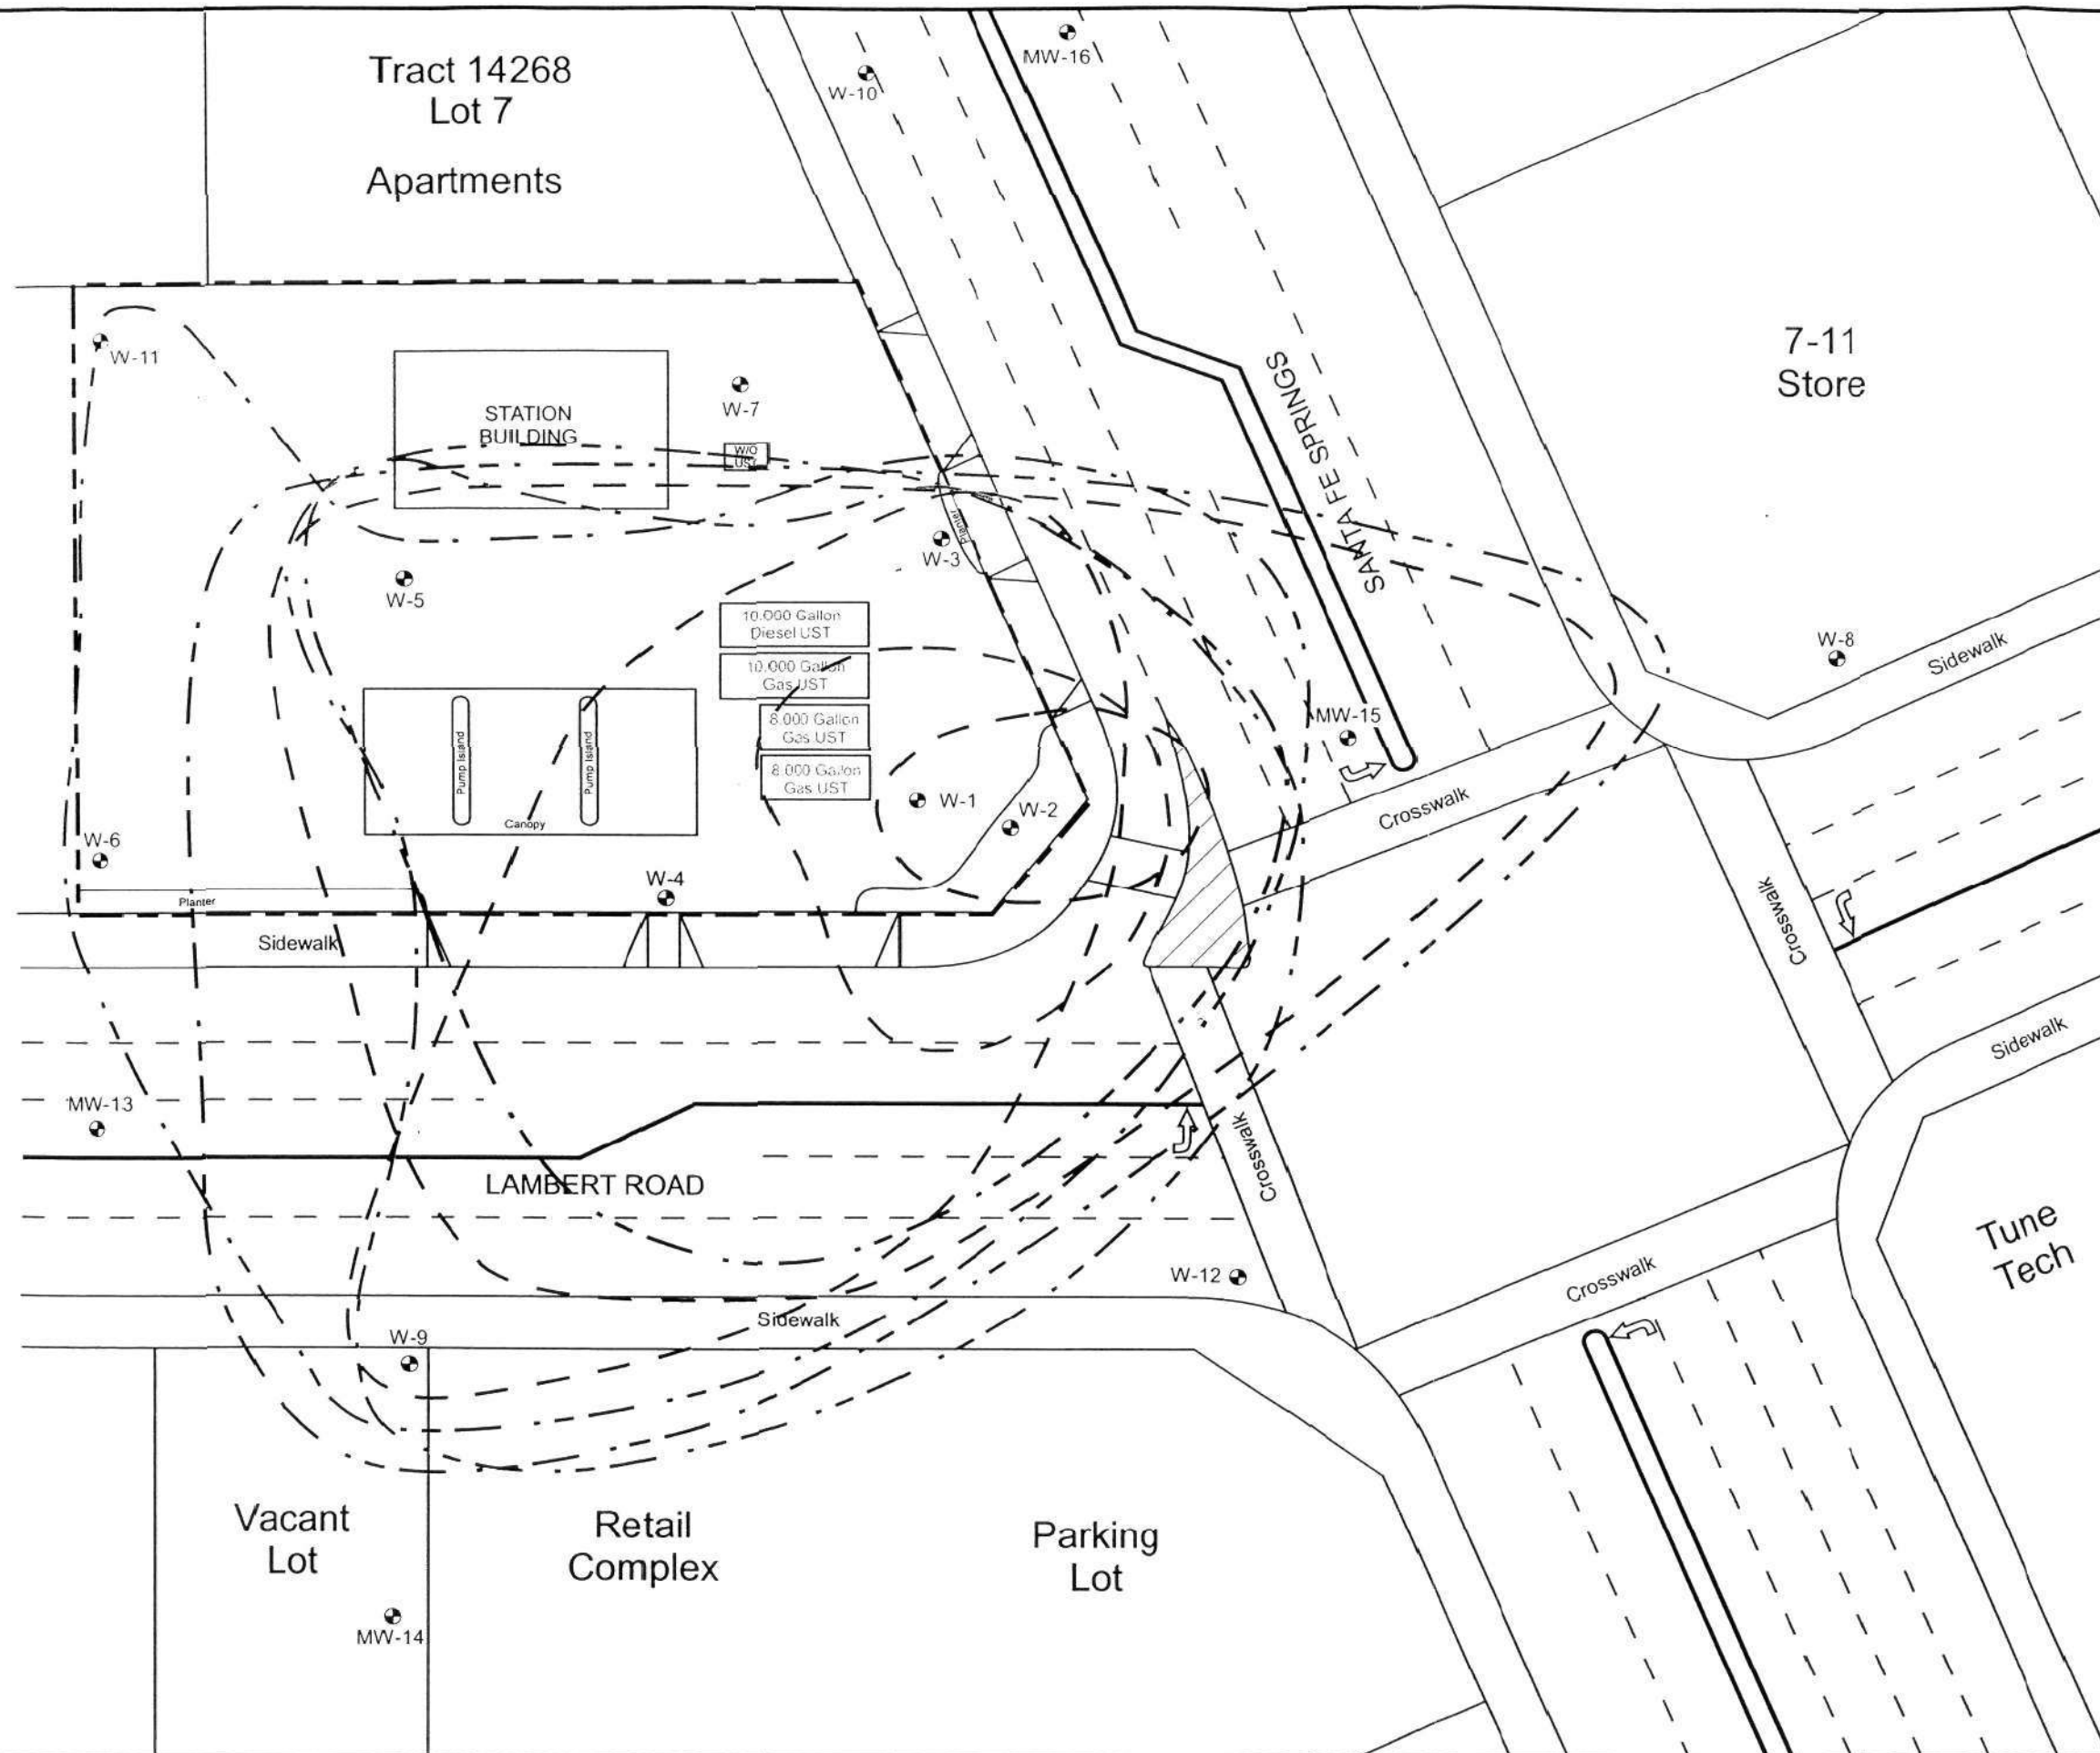 MW-16
W-10
Tract 14268
Lot 7
Apartments
7-11
Store
W-11
STATION
BUILDING
W-7
W/O
UST
SANTA FE SPRINGS
Planter
W-3
W-5
10,000 Gallon
Diesel UST
10,000 Gallon
Gas UST
8,000 Gallon
Gas UST
8,000 Gallon
Gas UST
W-8
Sidewalk
MW-15
Pump Island
Pump Island
Canopy
W-1
W-2
Crosswalk
W-6
W-4
Planter
Sidewalk
Crosswalk
Sidewalk
MW-13
LAMBERT ROAD
Crosswalk
Tune
Tech
W-12
Crosswalk
Sidewalk
W-9
Vacant
Lot
Retail
Complex
Parking
Lot
MW-14